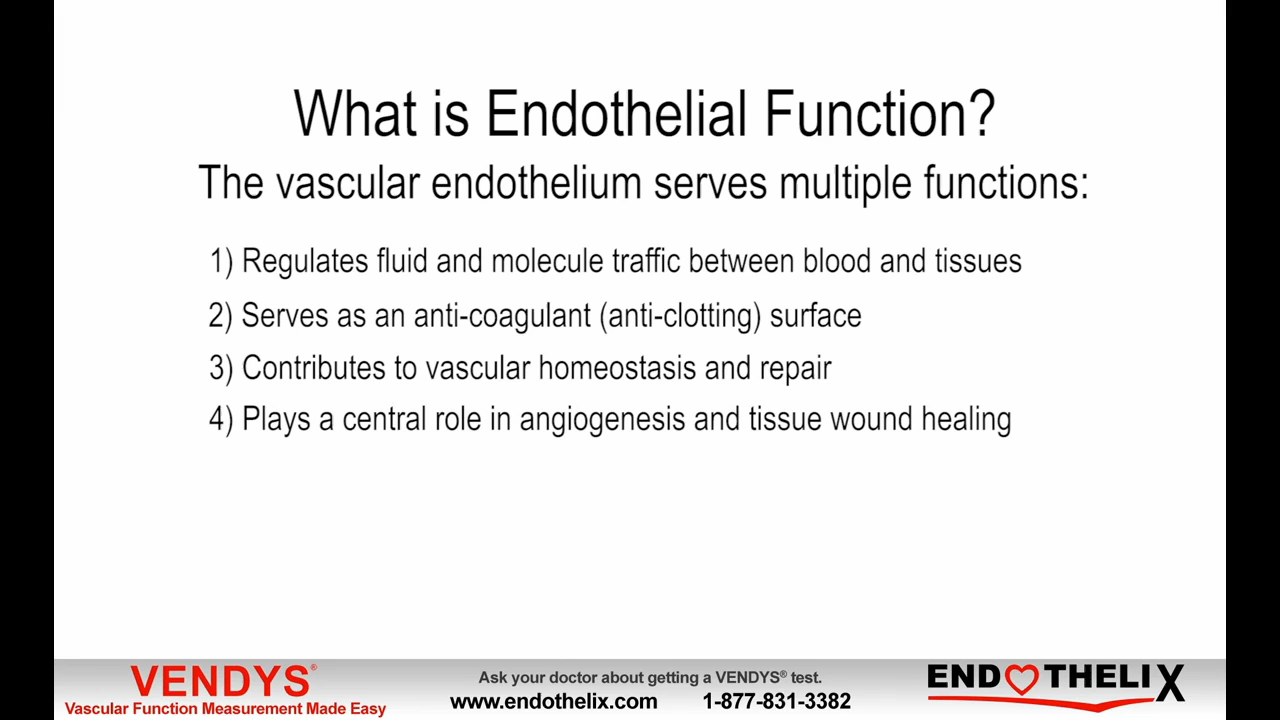 What is Endothelial Function?
The vascular endothelium serves multiple functions:
1) Regulates fluid and molecule traffic between blood and tissues
2) Serves as an anti-coagulant (anti-clotting) surface
3) Contributes to vascular homeostasis and repair
4) Plays a central role in angiogenesis and tissue wound healing
VENDYS®
Vascular Function Measurement Made Easy
Ask your doctor about getting a VENDYS® test.
www.endothelix.com 1-877-831-3382
ENDOTHELIX